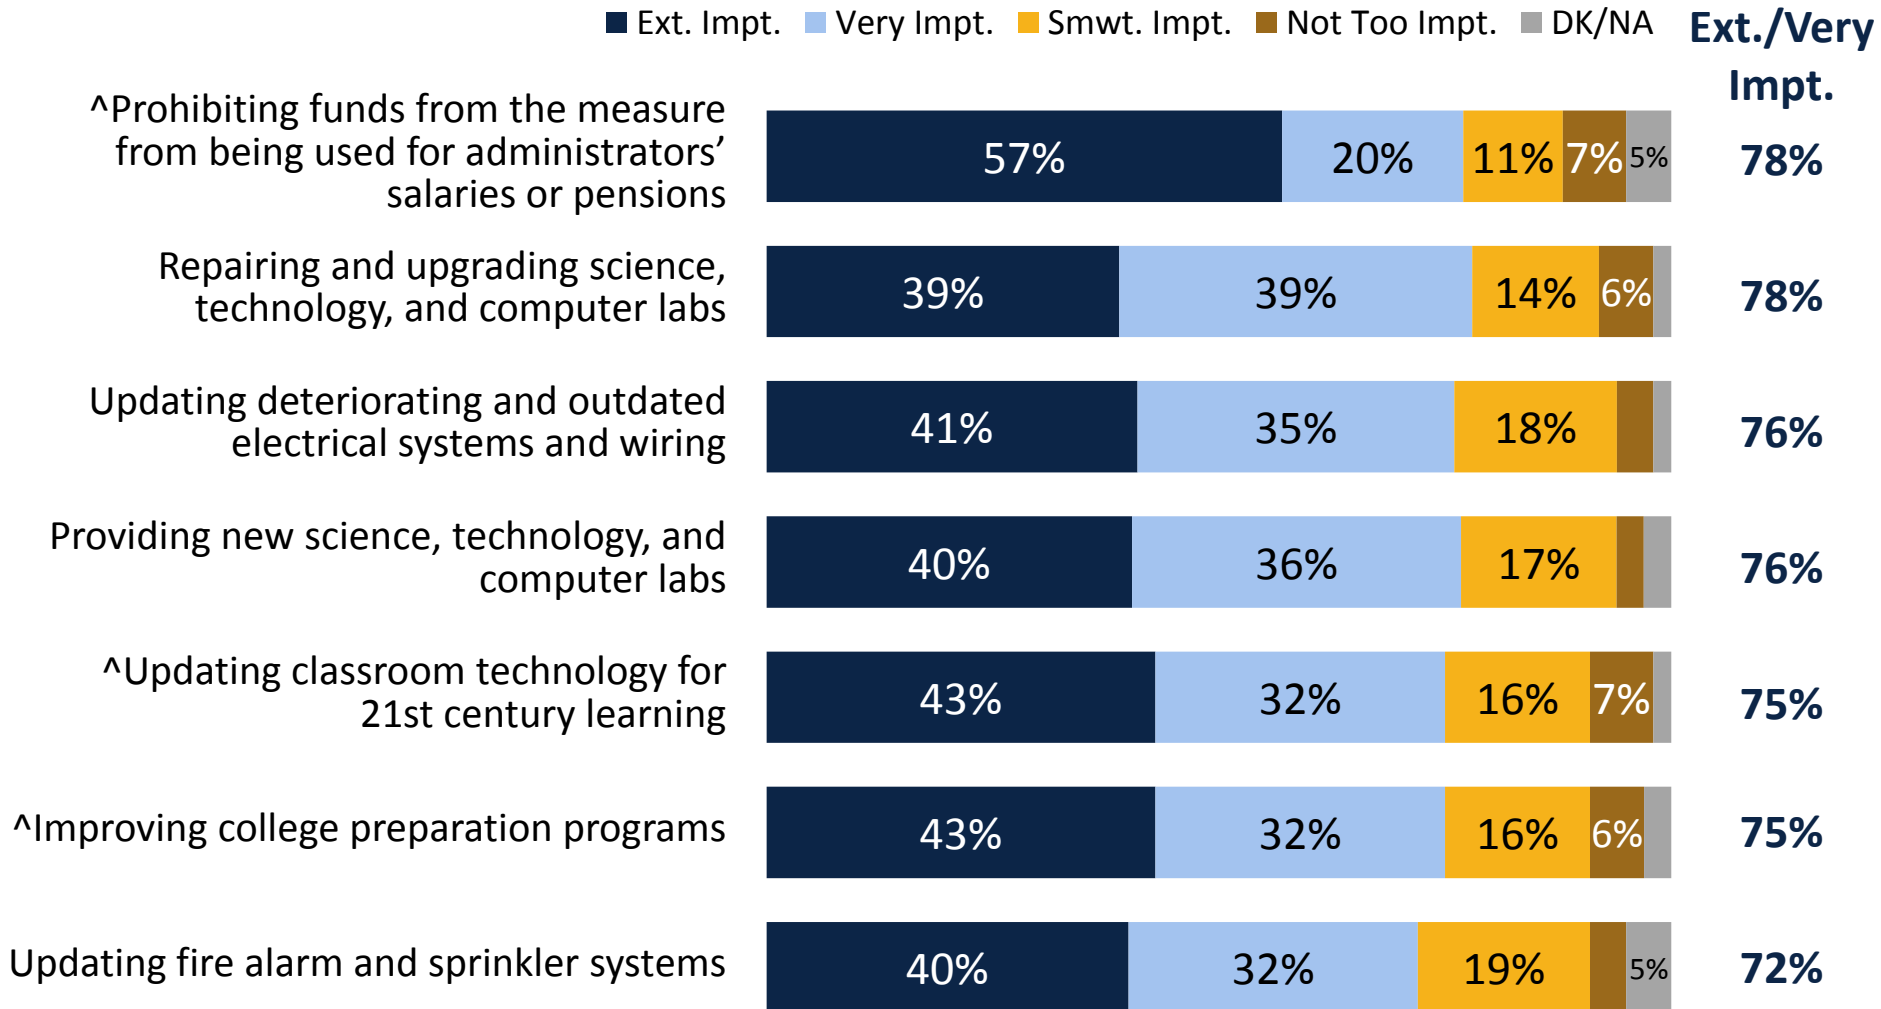 Ext. Impt. Very Impt. Smwt. Impt. Not Too Impt. DK/NA
Ext./Very
Impt.
^Prohibiting funds from the measure
from being used for administrators’
salaries or pensions
57% 20% 11% 7% 5% 78%
Repairing and upgrading science,
technology, and computer labs
39% 39% 14% 6% 78%
Updating deteriorating and outdated
electrical systems and wiring
41% 35% 18% 76%
Providing new science, technology, and
computer labs
40% 36% 17% 76%
^Updating classroom technology for
21st century learning
43% 32% 16% 7% 75%
^Improving college preparation programs
43% 32% 16% 6% 75%
Updating fire alarm and sprinkler systems
40% 32% 19% 5% 72%